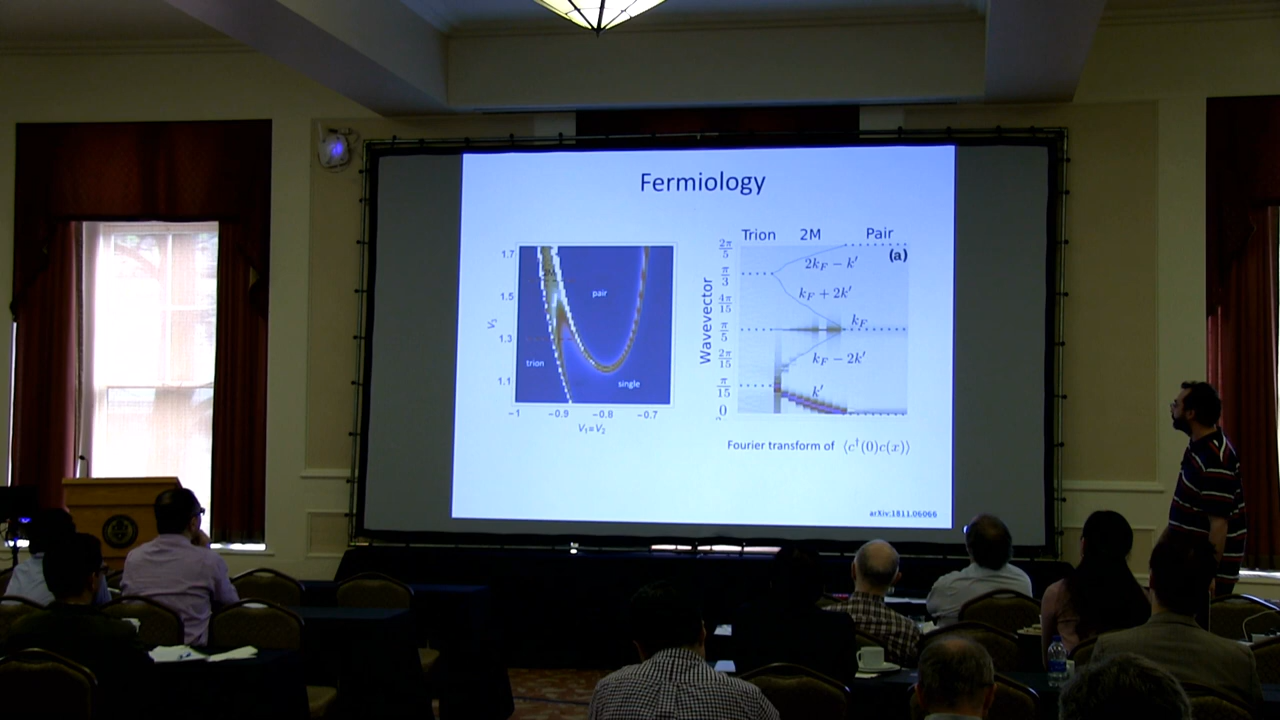 Fermiology
1.7
1.5
1.3
1.1
V₃
pair
trion
single
−1
−0.9
−0.8
−0.7
V₁=V₂
Trion 2M Pair
(a)
Wavevector
2π/5
π/3
4π/15
π/5
2π/15
π/15
0
2k_F − k′
k_F + 2k′
k_F
k_F − 2k′
k′
Fourier transform of ⟨c†(0)c(x)⟩
arXiv:1811.06066